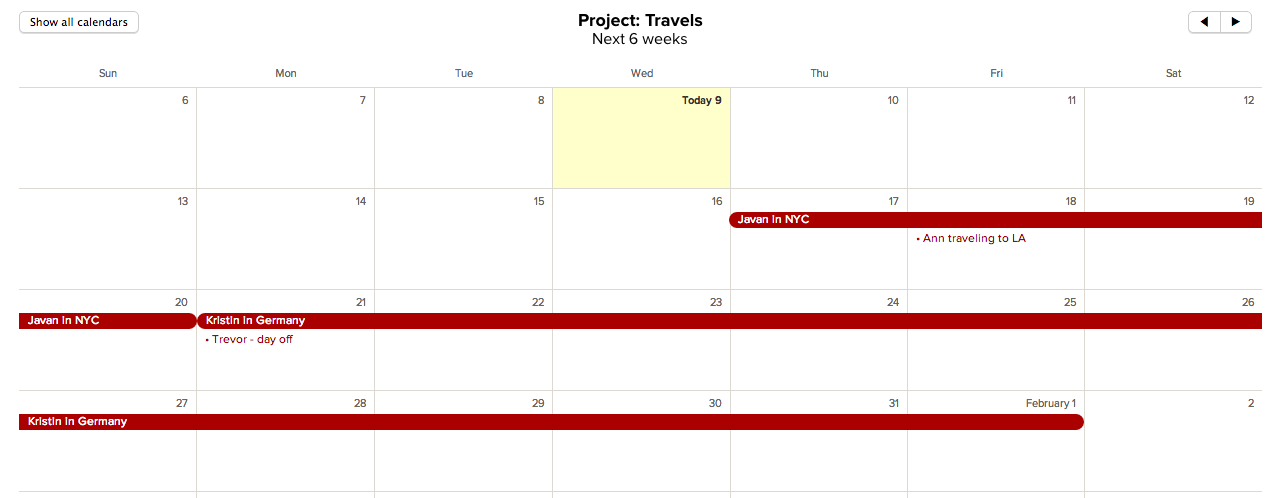 Show all calendars
Project: Travels
Next 6 weeks
◀ ▶
Sun Mon Tue Wed Thu Fri Sat
6 7 8 Today 9 10 11 12
13 14 15 16 17 18 19
Javan in NYC
• Ann traveling to LA
20 21 22 23 24 25 26
Javan in NYC Kristin in Germany
• Trevor - day off
27 28 29 30 31 February 1 2
Kristin in Germany